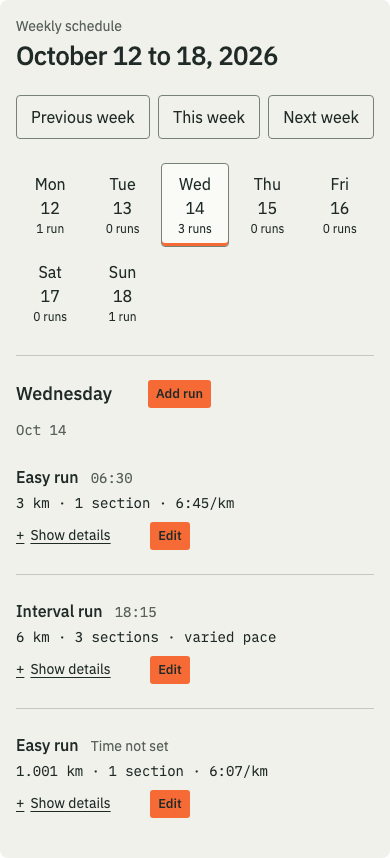 Weekly schedule
October 12 to 18, 2026
Previous week This week Next week
Mon Tue Wed Thu Fri
12 13 14 15 16
1 run 0 runs 3 runs 0 runs 0 runs
Sat Sun
17 18
0 runs 1 run
Wednesday Add run
Oct 14
Easy run 06:30
3 km · 1 section · 6:45/km
+ Show details Edit
Interval run 18:15
6 km · 3 sections · varied pace
+ Show details Edit
Easy run Time not set
1.001 km · 1 section · 6:07/km
+ Show details Edit